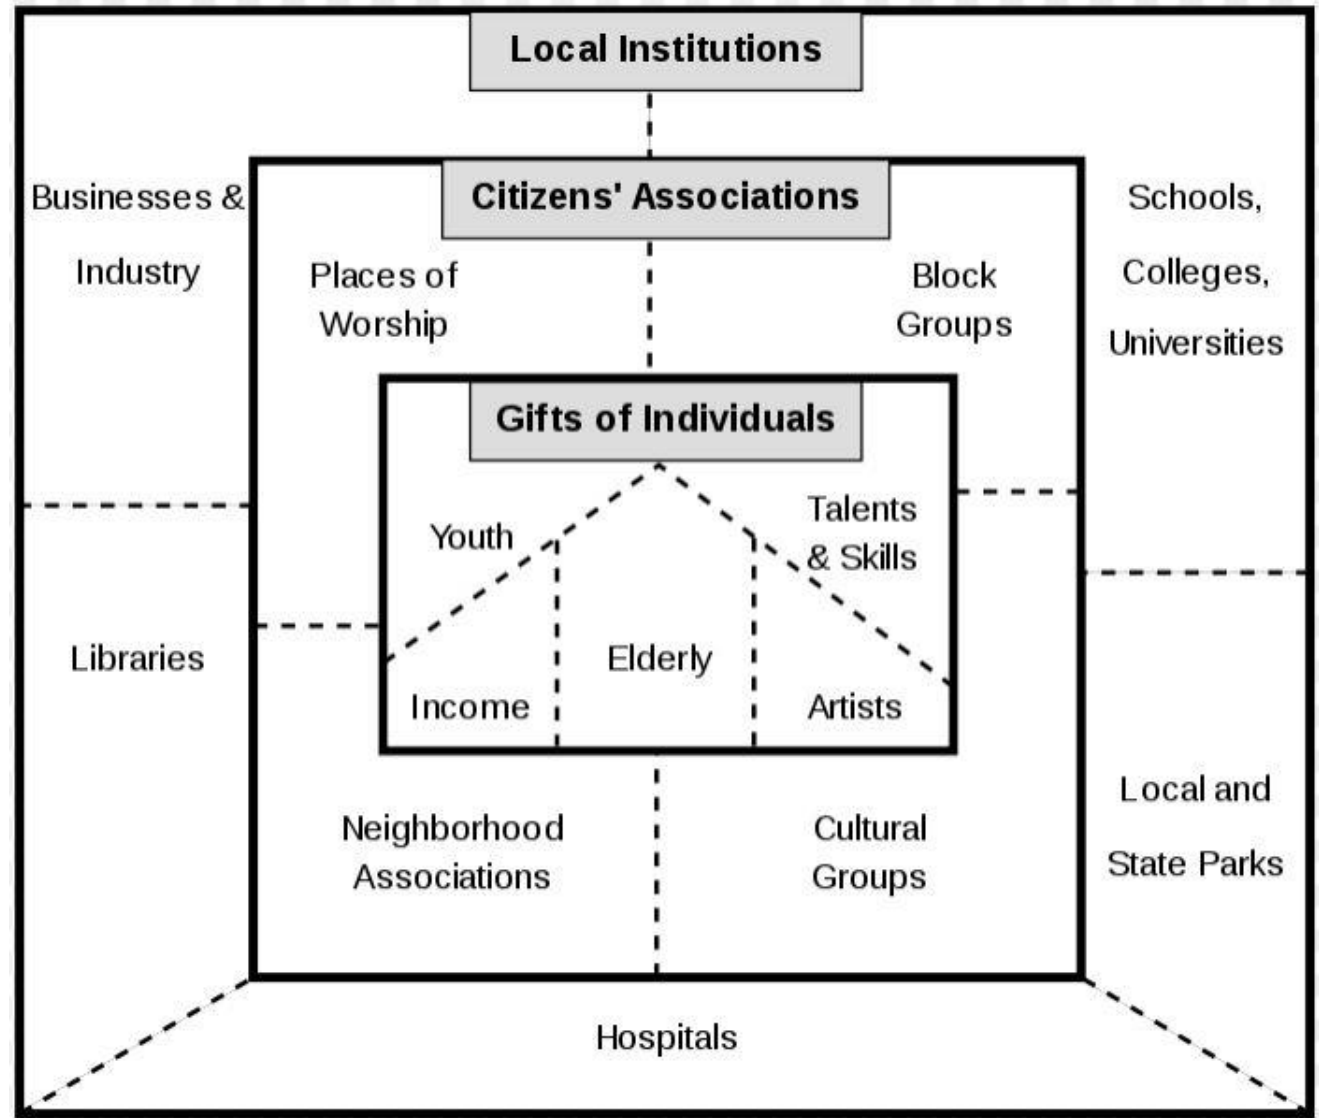 Local Institutions
Businesses &
Industry
Citizens' Associations
Schools,
Colleges,
Universities
Places of
Worship
Block
Groups
Gifts of Individuals
Youth
Talents
& Skills
Libraries
Income
Elderly
Artists
Neighborhood
Associations
Cultural
Groups
Local and
State Parks
Hospitals